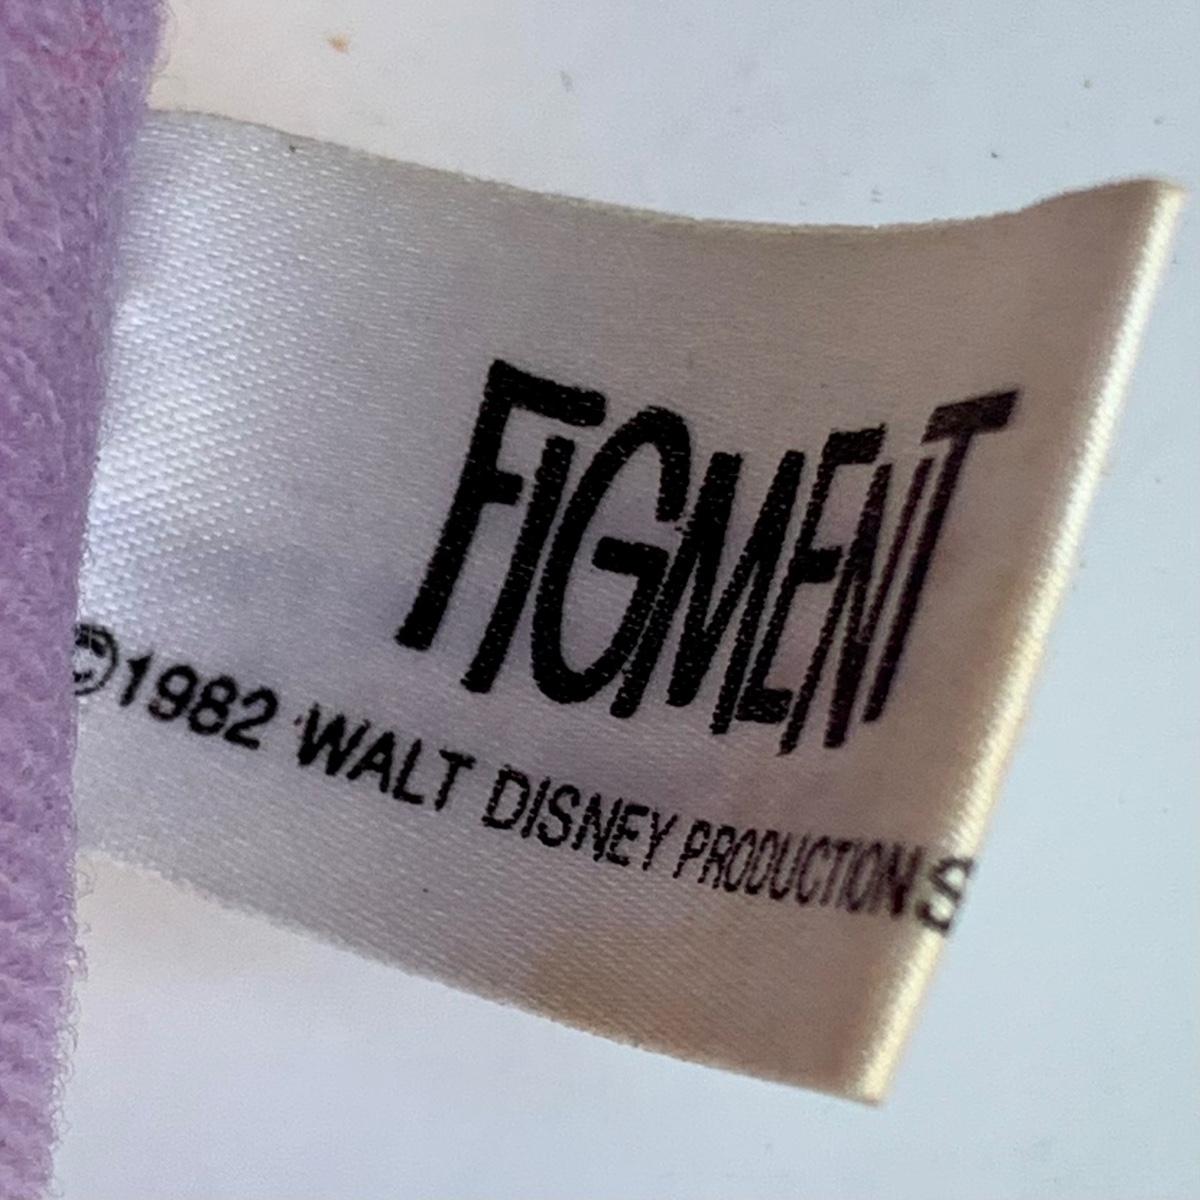 FIGMENT
©1982 WALT DISNEY PRODUCTIONS